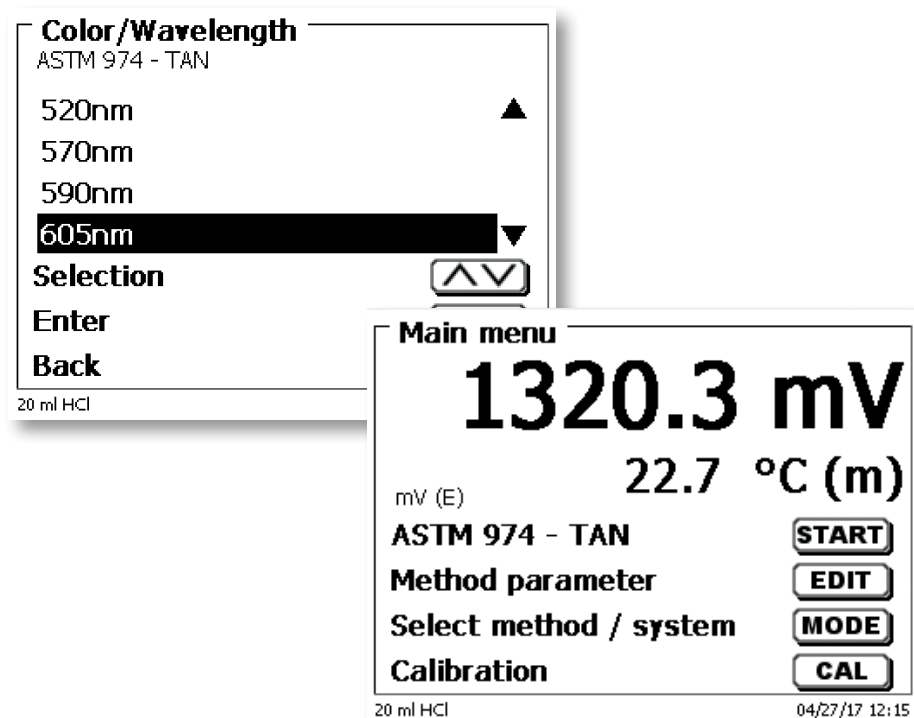 Color/Wavelength
ASTM 974 - TAN
520nm
570nm
590nm
605nm
Selection
Enter
Back
20 ml HCl
Main menu
1320.3 mV
22.7 °C (m)
mV (E)
ASTM 974 - TAN START
Method parameter EDIT
Select method / system MODE
Calibration CAL
20 ml HCl 04/27/17 12:15